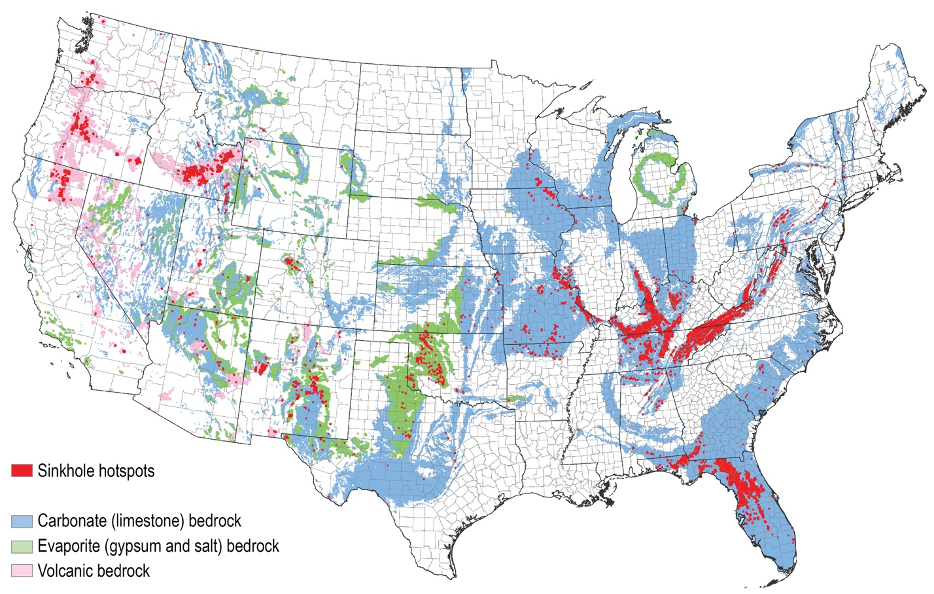 Sinkhole hotspots
Carbonate (limestone) bedrock
Evaporite (gypsum and salt) bedrock
Volcanic bedrock